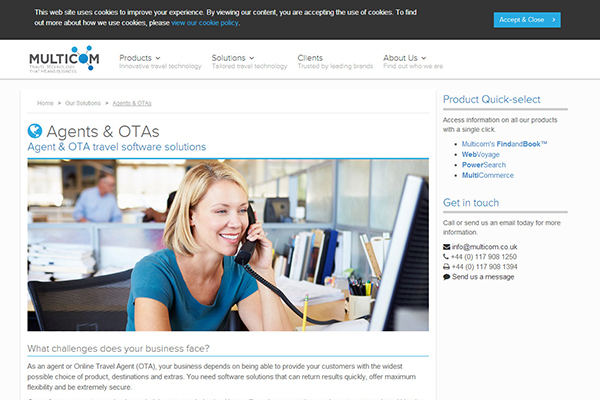 This web site uses cookies to improve your experience. By viewing our content, you are accepting the use of cookies. To find
out more about how we use cookies, please view our cookie policy.
Accept & Close
MULTICOM
TRAVEL TECHNOLOGY
THAT MEANS BUSINESS
Products
Innovative travel technology
Solutions
Tailored travel technology
Clients
Trusted by leading brands
About Us
Find out who we are
Home > Our Solutions > Agents & OTAs
Agents & OTAs
Agent & OTA travel software solutions
What challenges does your business face?
As an agent or Online Travel Agent (OTA), your business depends on being able to provide your customers with the widest
possible choice of product, destinations and extras. You need software solutions that can return results quickly, offer maximum
flexibility and be extremely secure.
Product Quick-select
Access information on all our products
with a single click.
Multicom's FindandBook™
WebVoyage
PowerSearch
MultiCommerce
Get in touch
Call or send us an email today for more
information.
info@multicom.co.uk
+44 (0) 117 908 1250
+44 (0) 117 908 1394
Send us a message